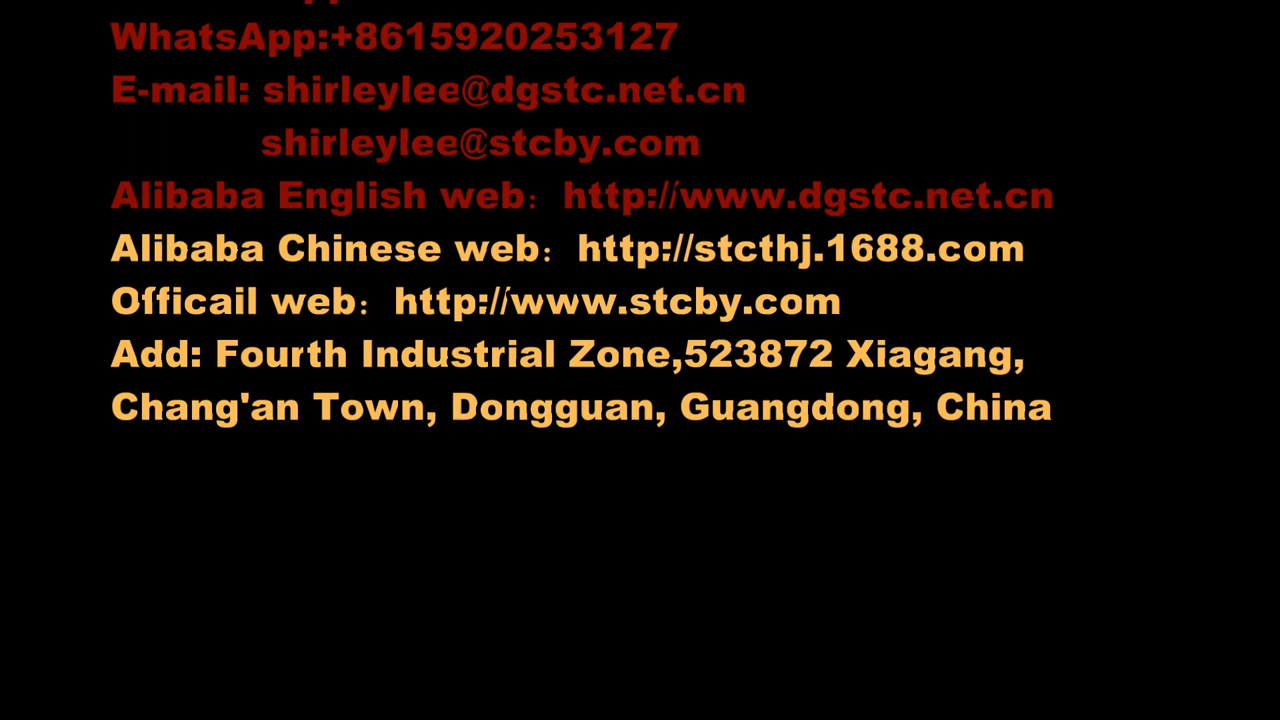 WhatsApp:+8615920253127
E-mail: shirleylee@dgstc.net.cn
shirleylee@stcby.com
Alibaba English web：http://www.dgstc.net.cn
Alibaba Chinese web：http://stcthj.1688.com
Officail web：http://www.stcby.com
Add: Fourth Industrial Zone,523872 Xiagang,
Chang'an Town, Dongguan, Guangdong, China